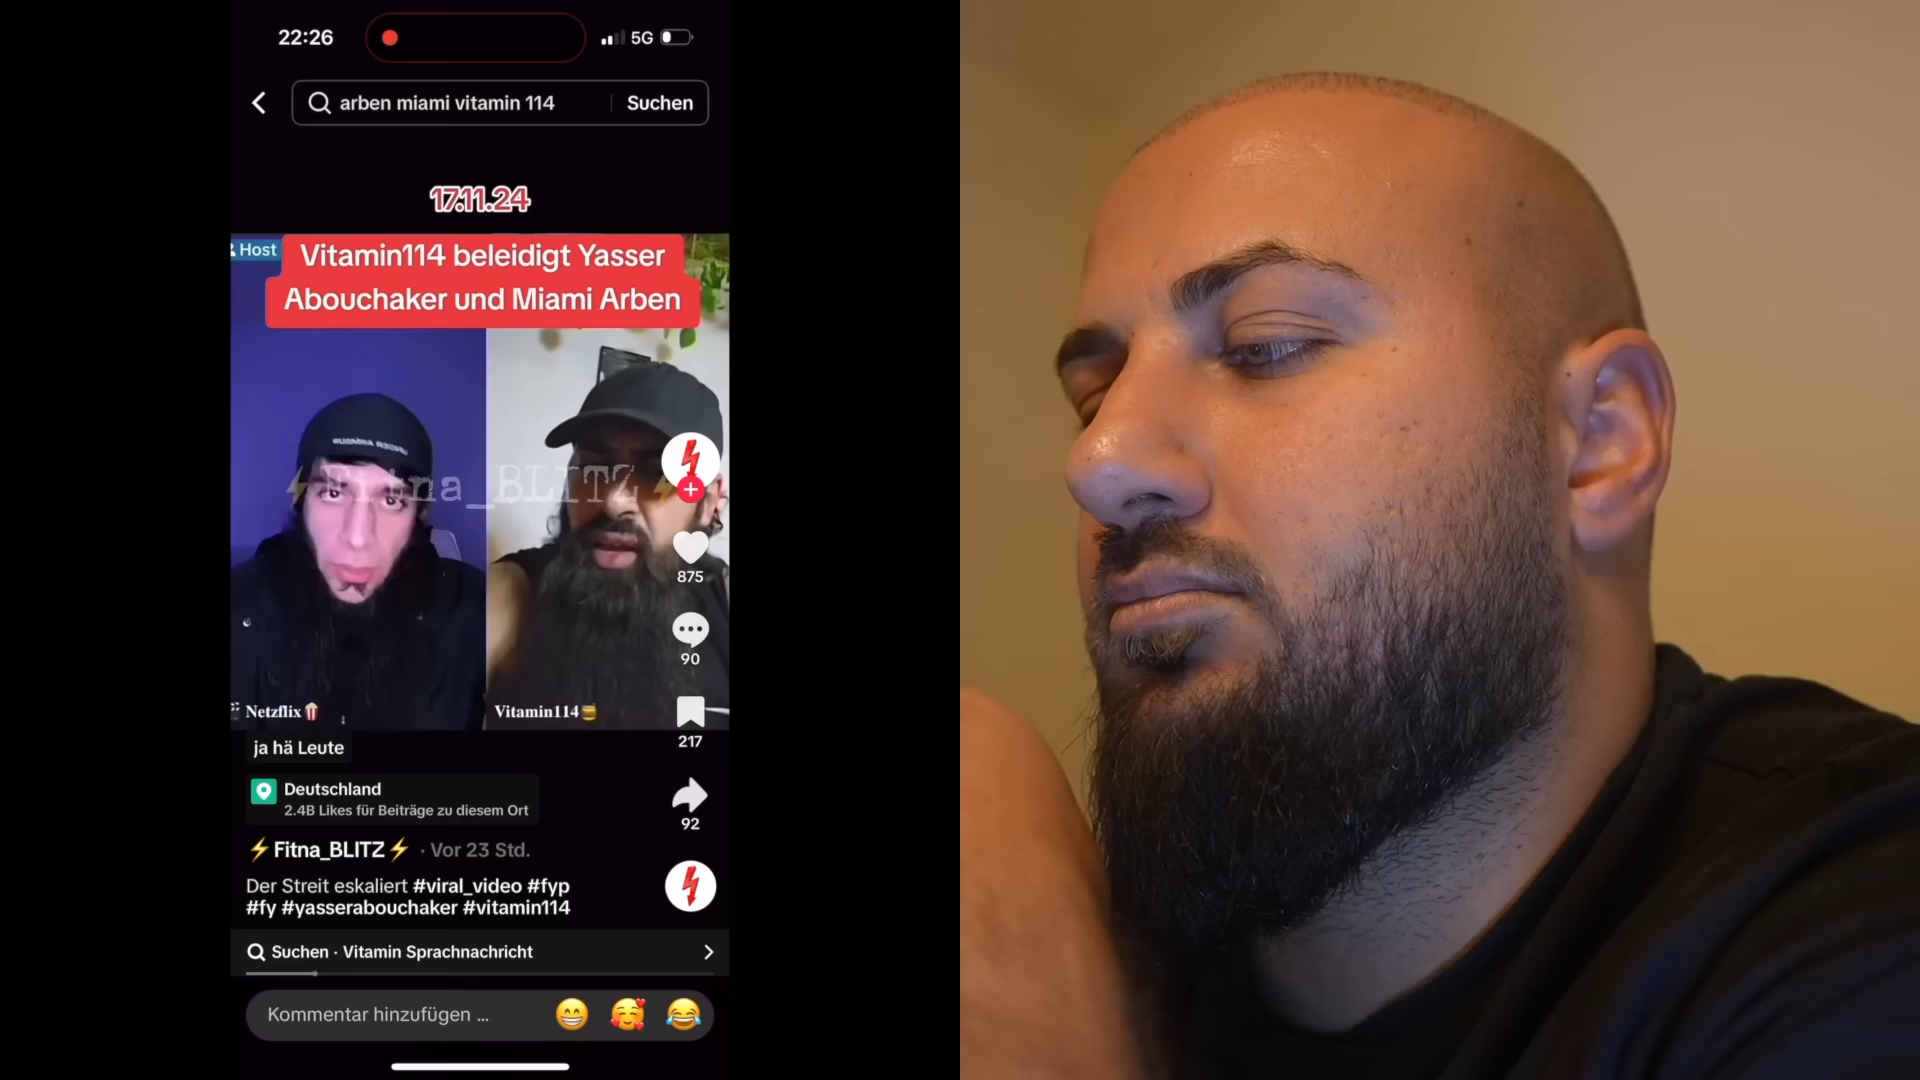 22:26
5G
arben miami vitamin 114
Suchen
17.11.24
Host
Vitamin114 beleidigt Yasser
Abouchaker und Miami Arben
Fitna_BLITZ
875
90
Netzflix
Vitamin114
217
ja hä Leute
Deutschland
2.4B Likes für Beiträge zu diesem Ort
92
Fitna_BLITZ · Vor 23 Std.
Der Streit eskaliert #viral_video #fyp
#fy #yasserabouchaker #vitamin114
Suchen · Vitamin Sprachnachricht
Kommentar hinzufügen ...